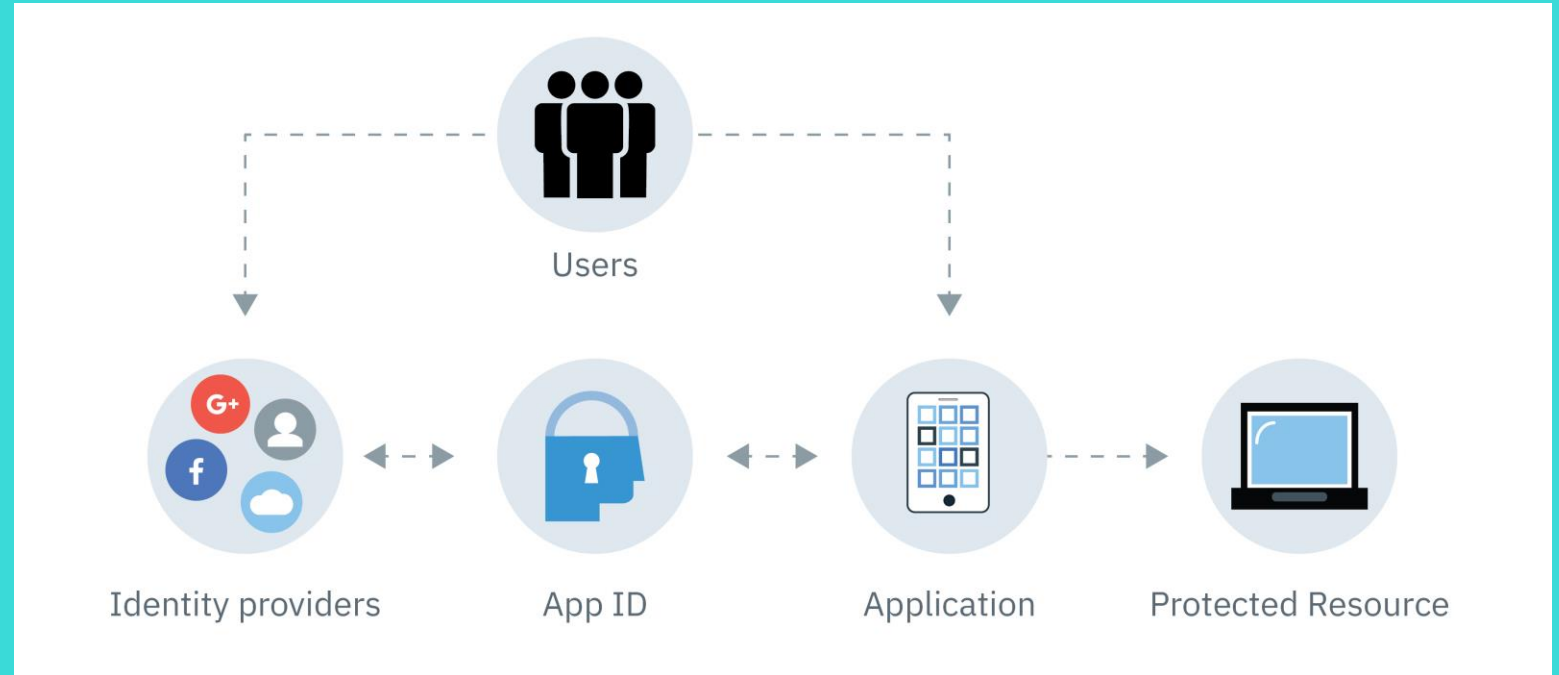 Users
G+
f
Identity providers
App ID
Application
Protected Resource